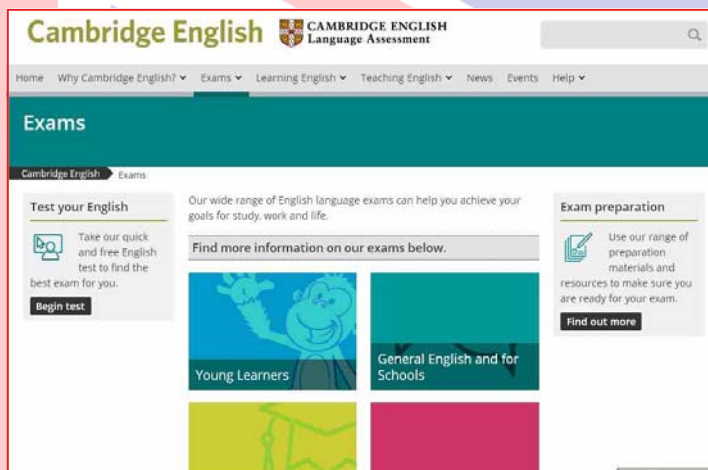 Cambridge English
CAMBRIDGE ENGLISH
Language Assessment
Home Why Cambridge English? Exams Learning English Teaching English News Events Help
Exams
Cambridge English Exams
Test your English
Take our quick
and free English
test to find the
best exam for you.
Begin test
Our wide range of English language exams can help you achieve your
goals for study, work and life.
Find more information on our exams below.
Young Learners
General English and for
Schools
Exam preparation
Use our range of
preparation
materials and
resources to make sure you
are ready for your exam.
Find out more